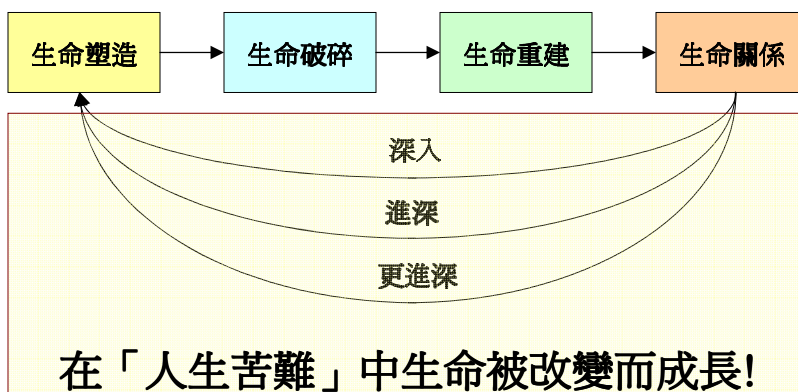 生命塑造 生命破碎 生命重建 生命關係
深入
進深
更進深
在「人生苦難」中生命被改變而成長!